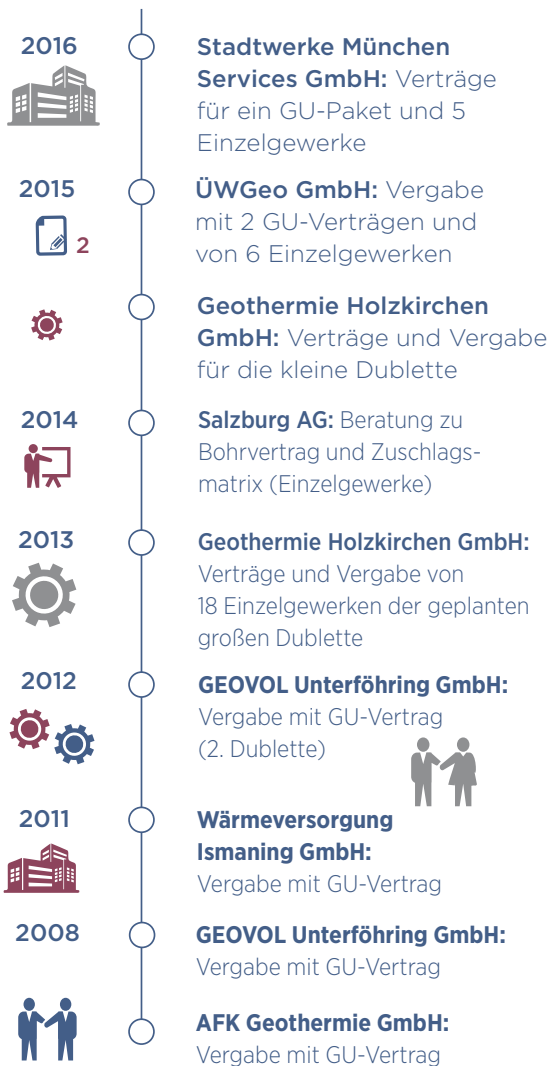 2016
Stadtwerke München
Services GmbH: Verträge
für ein GU-Paket und 5
Einzelgewerke
2015
2
ÜWGeo GmbH: Vergabe
mit 2 GU-Verträgen und
von 6 Einzelgewerken
Geothermie Holzkirchen
GmbH: Verträge und Vergabe
für die kleine Dublette
2014
Salzburg AG: Beratung zu
Bohrvertrag und Zuschlags-
matrix (Einzelgewerke)
2013
Geothermie Holzkirchen GmbH:
Verträge und Vergabe von
18 Einzelgewerken der geplanten
großen Dublette
2012
GEOVOL Unterföhring GmbH:
Vergabe mit GU-Vertrag
(2. Dublette)
2011
Wärmeversorgung
Ismaning GmbH:
Vergabe mit GU-Vertrag
2008
GEOVOL Unterföhring GmbH:
Vergabe mit GU-Vertrag
AFK Geothermie GmbH:
Vergabe mit GU-Vertrag